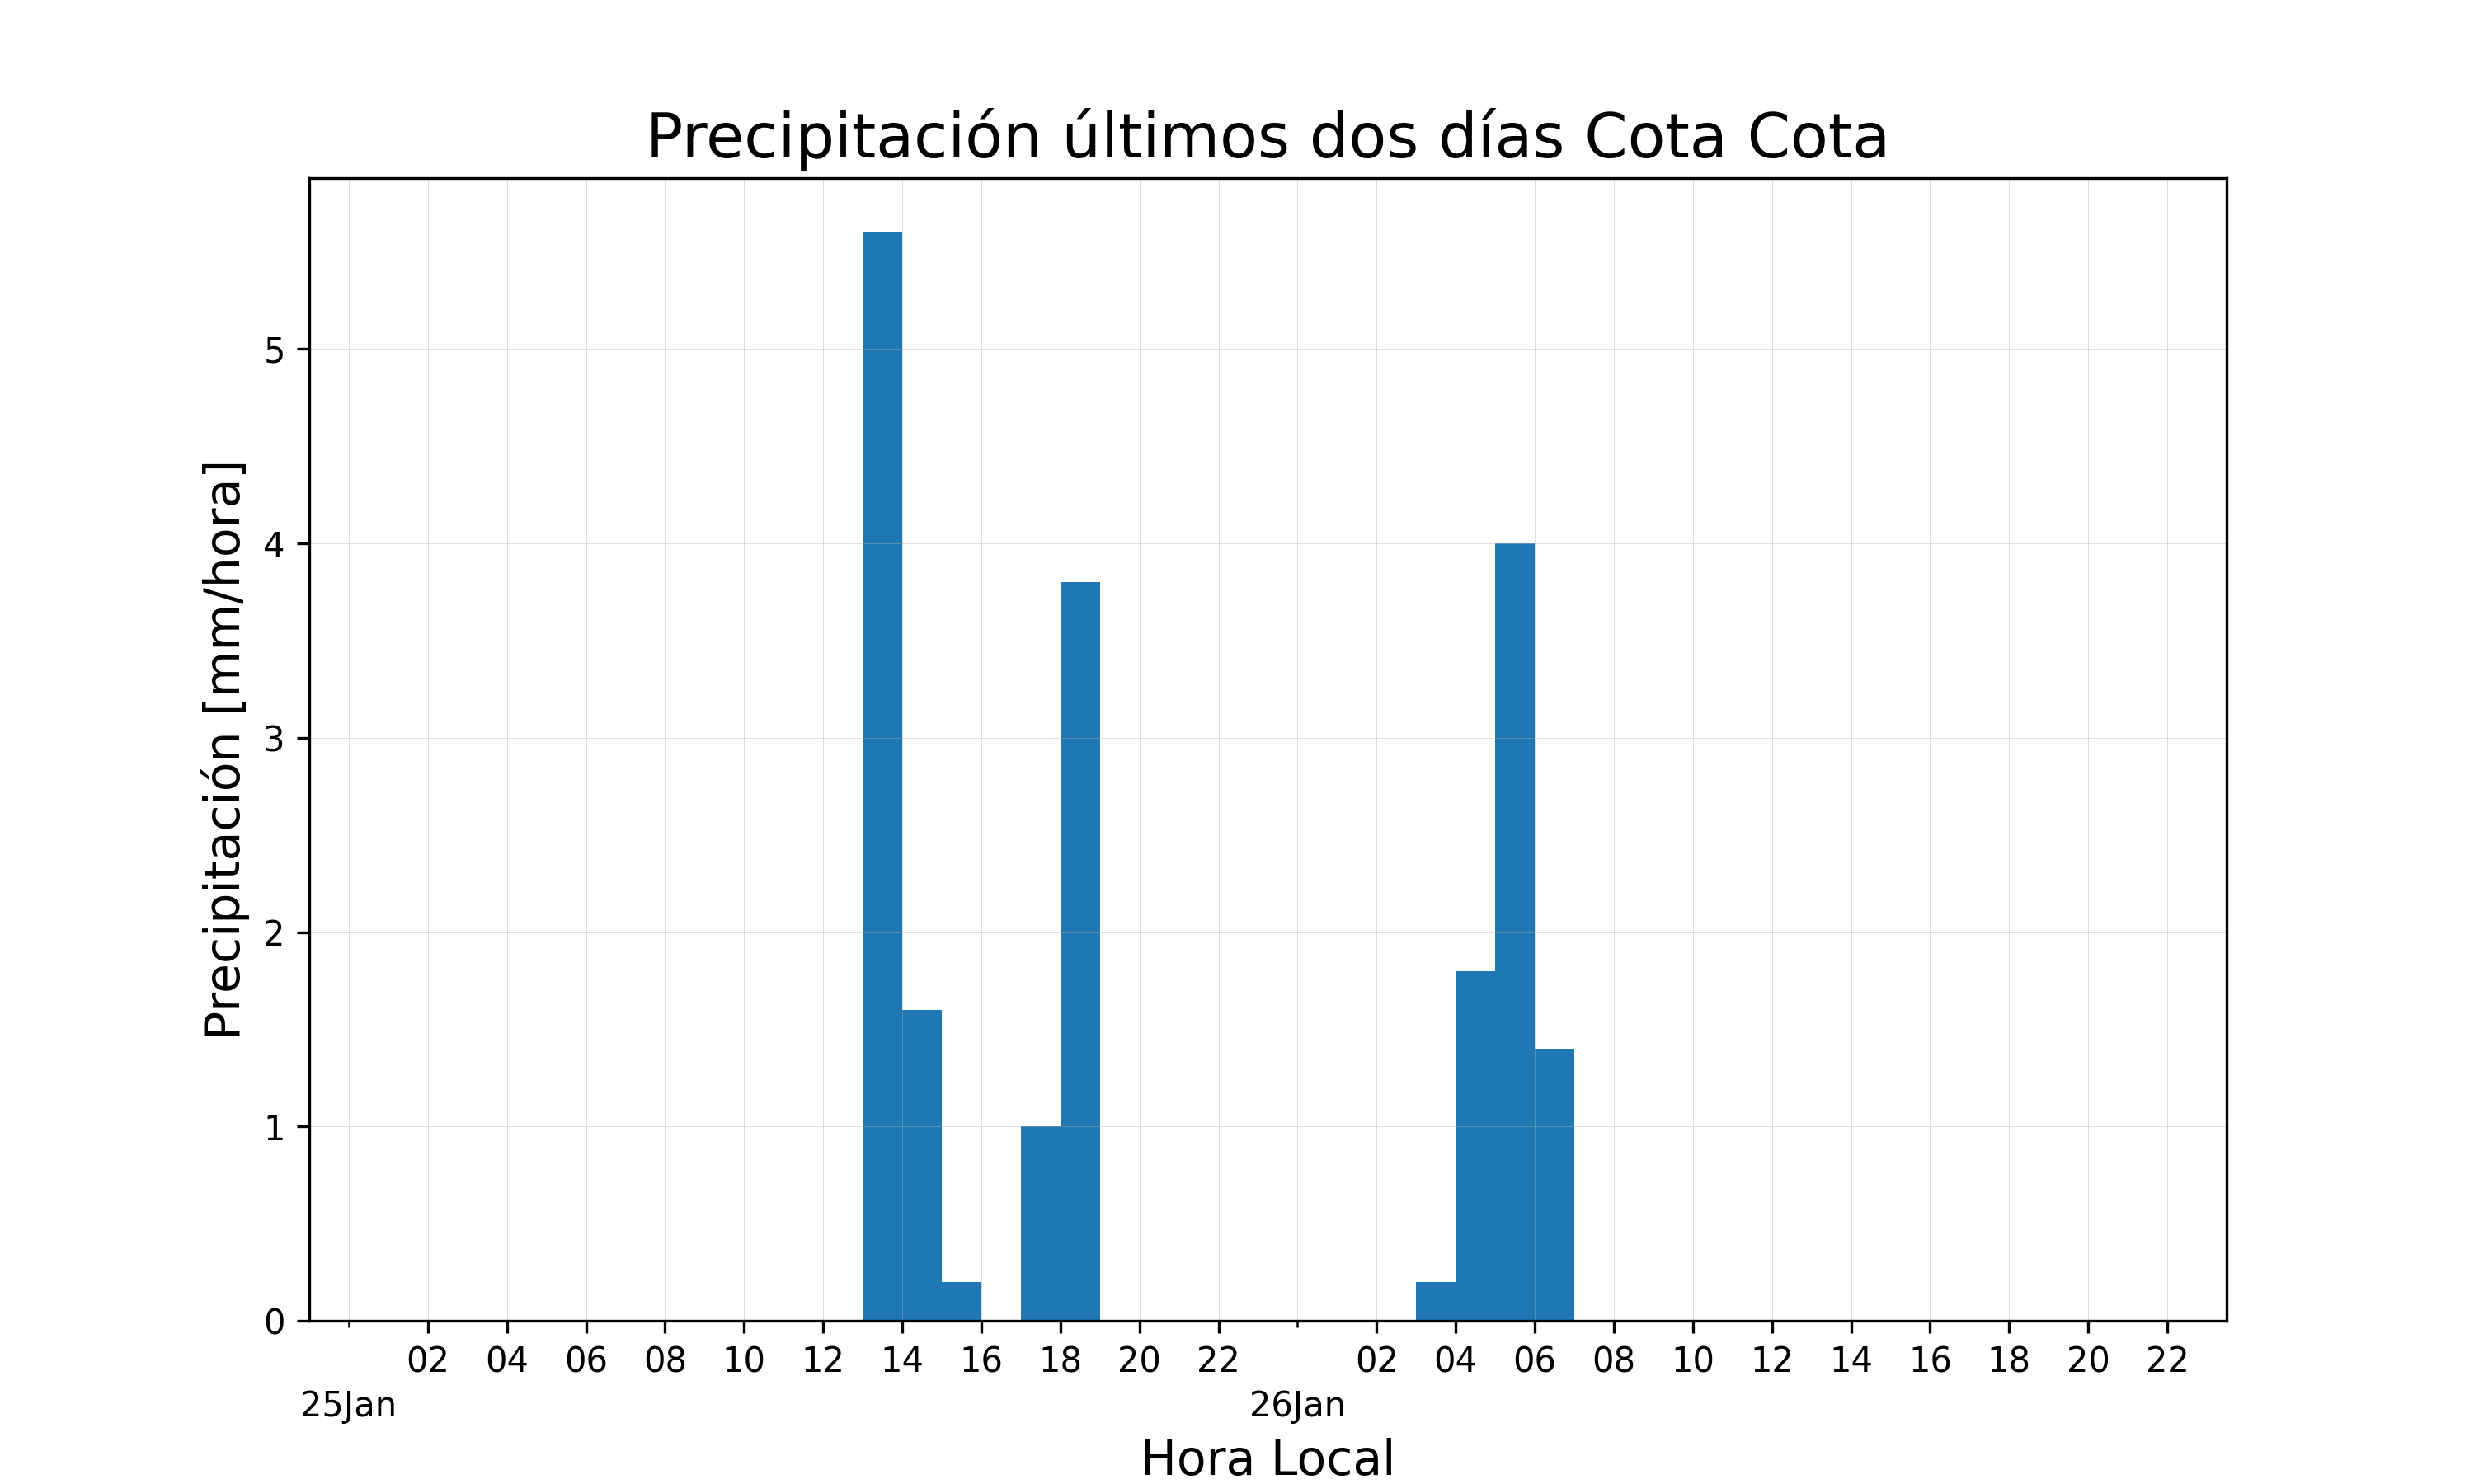 Precipitación últimos dos días Cota Cota
Precipitación [mm/hora]
5
4
3
2
1
0
02 04 06 08 10 12 14 16 18 20 22 02 04 06 08 10 12 14 16 18 20 22
25Jan 26Jan
Hora Local